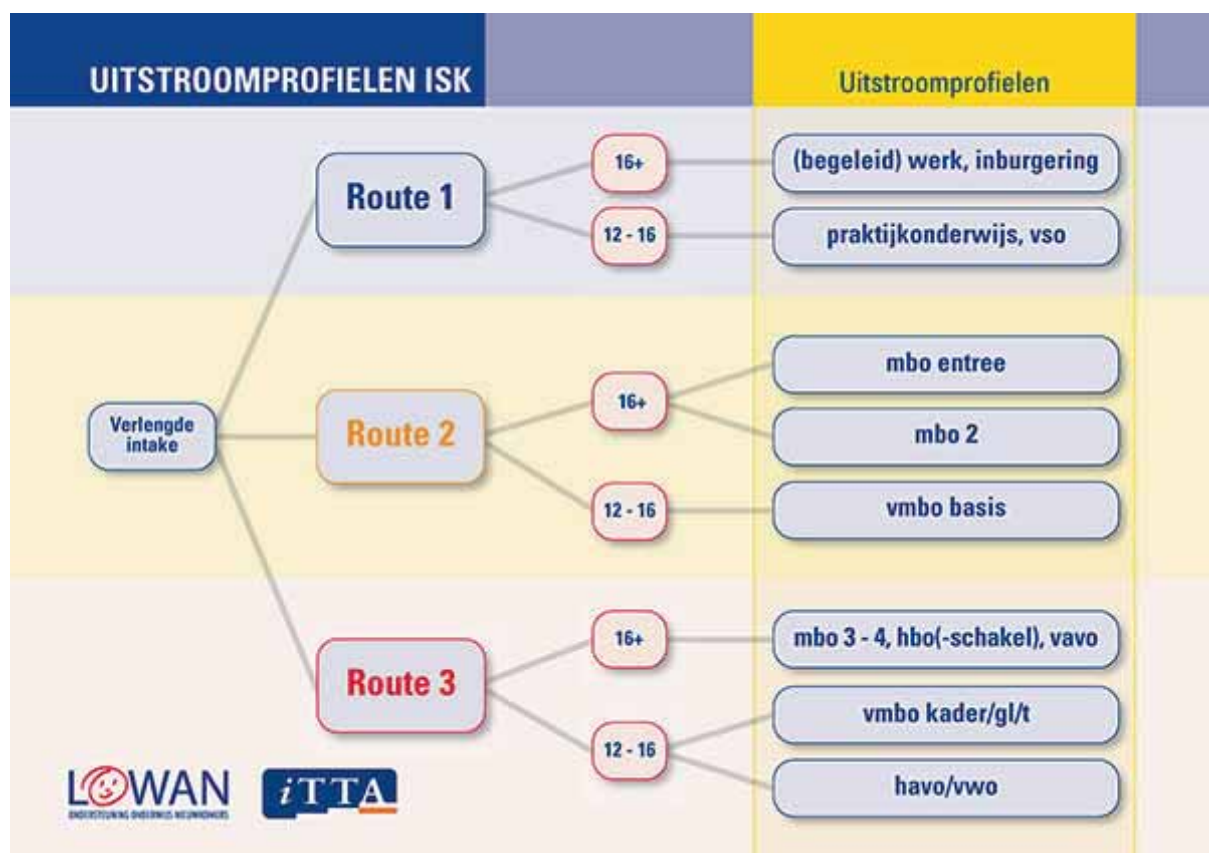 UITSTROOMPROFIELEN ISK
Uitstroomprofielen
Route 1
16+
(begeleid) werk, inburgering
12 - 16
praktijkonderwijs, vso
Verlengde
intake
Route 2
16+
mbo entree
mbo 2
12 - 16
vmbo basis
Route 3
16+
mbo 3 - 4, hbo(-schakel), vavo
12 - 16
vmbo kader/gl/t
havo/vwo
LOWAN
ONDERSTEUNING ONDERWIJS NIEUWKOMERS
iTTA